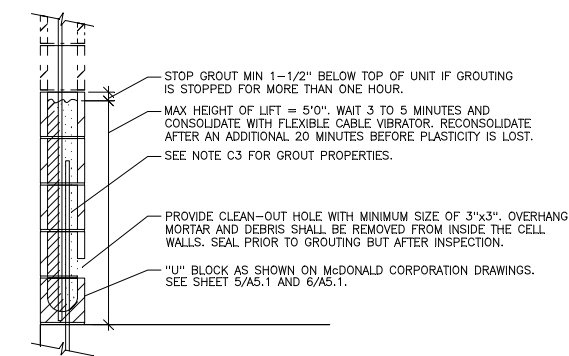 STOP GROUT MIN 1-1/2" BELOW TOP OF UNIT IF GROUTING
IS STOPPED FOR MORE THAN ONE HOUR.
MAX HEIGHT OF LIFT = 5'0". WAIT 3 TO 5 MINUTES AND
CONSOLIDATE WITH FLEXIBLE CABLE VIBRATOR. RECONSOLIDATE
AFTER AN ADDITIONAL 20 MINUTES BEFORE PLASTICITY IS LOST.
SEE NOTE C3 FOR GROUT PROPERTIES.
PROVIDE CLEAN-OUT HOLE WITH MINIMUM SIZE OF 3"x3". OVERHANG
MORTAR AND DEBRIS SHALL BE REMOVED FROM INSIDE THE CELL
WALLS. SEAL PRIOR TO GROUTING BUT AFTER INSPECTION.
"U" BLOCK AS SHOWN ON McDONALD CORPORATION DRAWINGS.
SEE SHEET 5/A5.1 AND 6/A5.1.